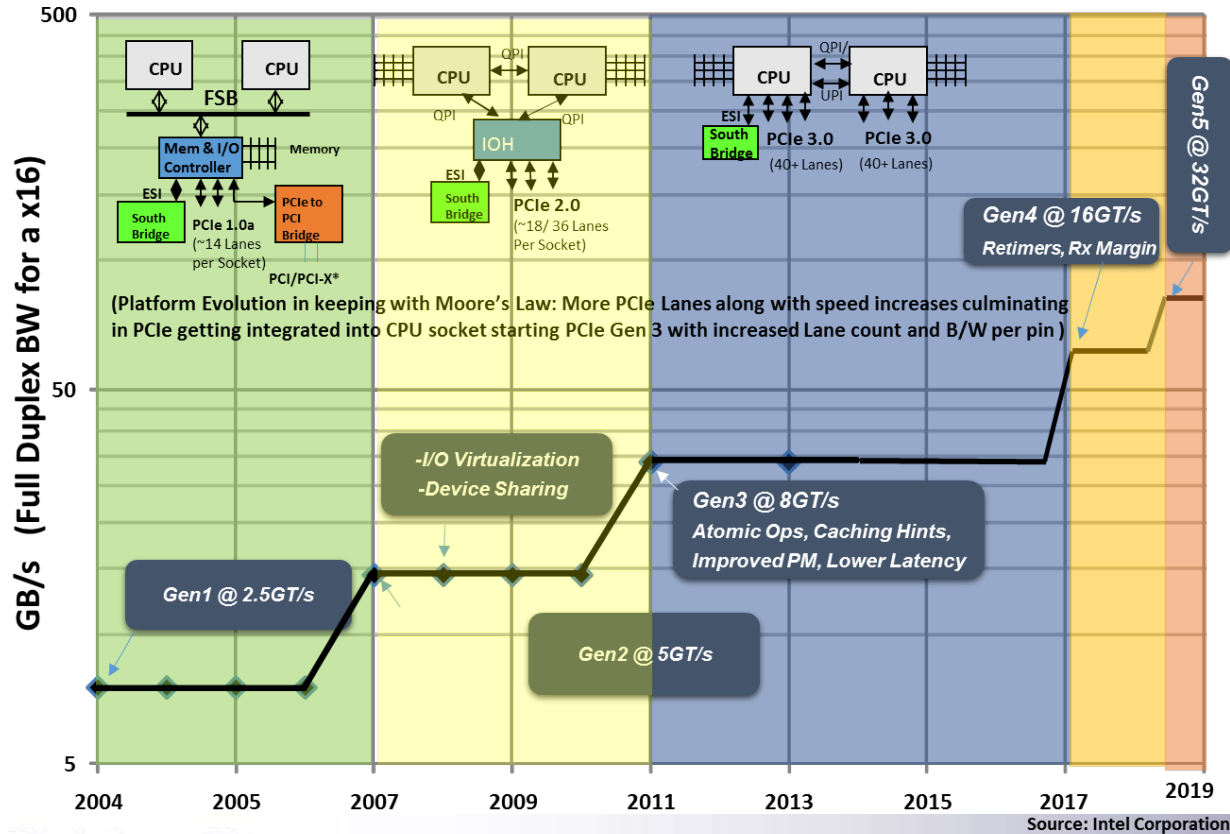 500
50
5
GB/s (Full Duplex BW for a x16)
CPU
CPU
FSB
Mem & I/O
Controller
Memory
ESI
South
Bridge
PCIe 1.0a
(~14 Lanes
per Socket)
PCIe to
PCI
Bridge
PCI/PCI-X*
CPU
QPI
CPU
QPI
QPI
IOH
ESI
South
Bridge
PCIe 2.0
(~18/ 36 Lanes
Per Socket)
CPU
QPI/
UPI
CPU
ESI
South
Bridge
PCIe 3.0
(40+ Lanes)
PCIe 3.0
(40+ Lanes)
(Platform Evolution in keeping with Moore's Law: More PCIe Lanes along with speed increases culminating
in PCIe getting integrated into CPU socket starting PCIe Gen 3 with increased Lane count and B/W per pin )
Gen1 @ 2.5GT/s
-I/O Virtualization
-Device Sharing
Gen2 @ 5GT/s
Gen3 @ 8GT/s
Atomic Ops, Caching Hints,
Improved PM, Lower Latency
Gen4 @ 16GT/s
Retimers, Rx Margin
Gen5 @ 32GT/s
2004
2005
2007
2009
2011
2013
2015
2017
2019
Source: Intel Corporation